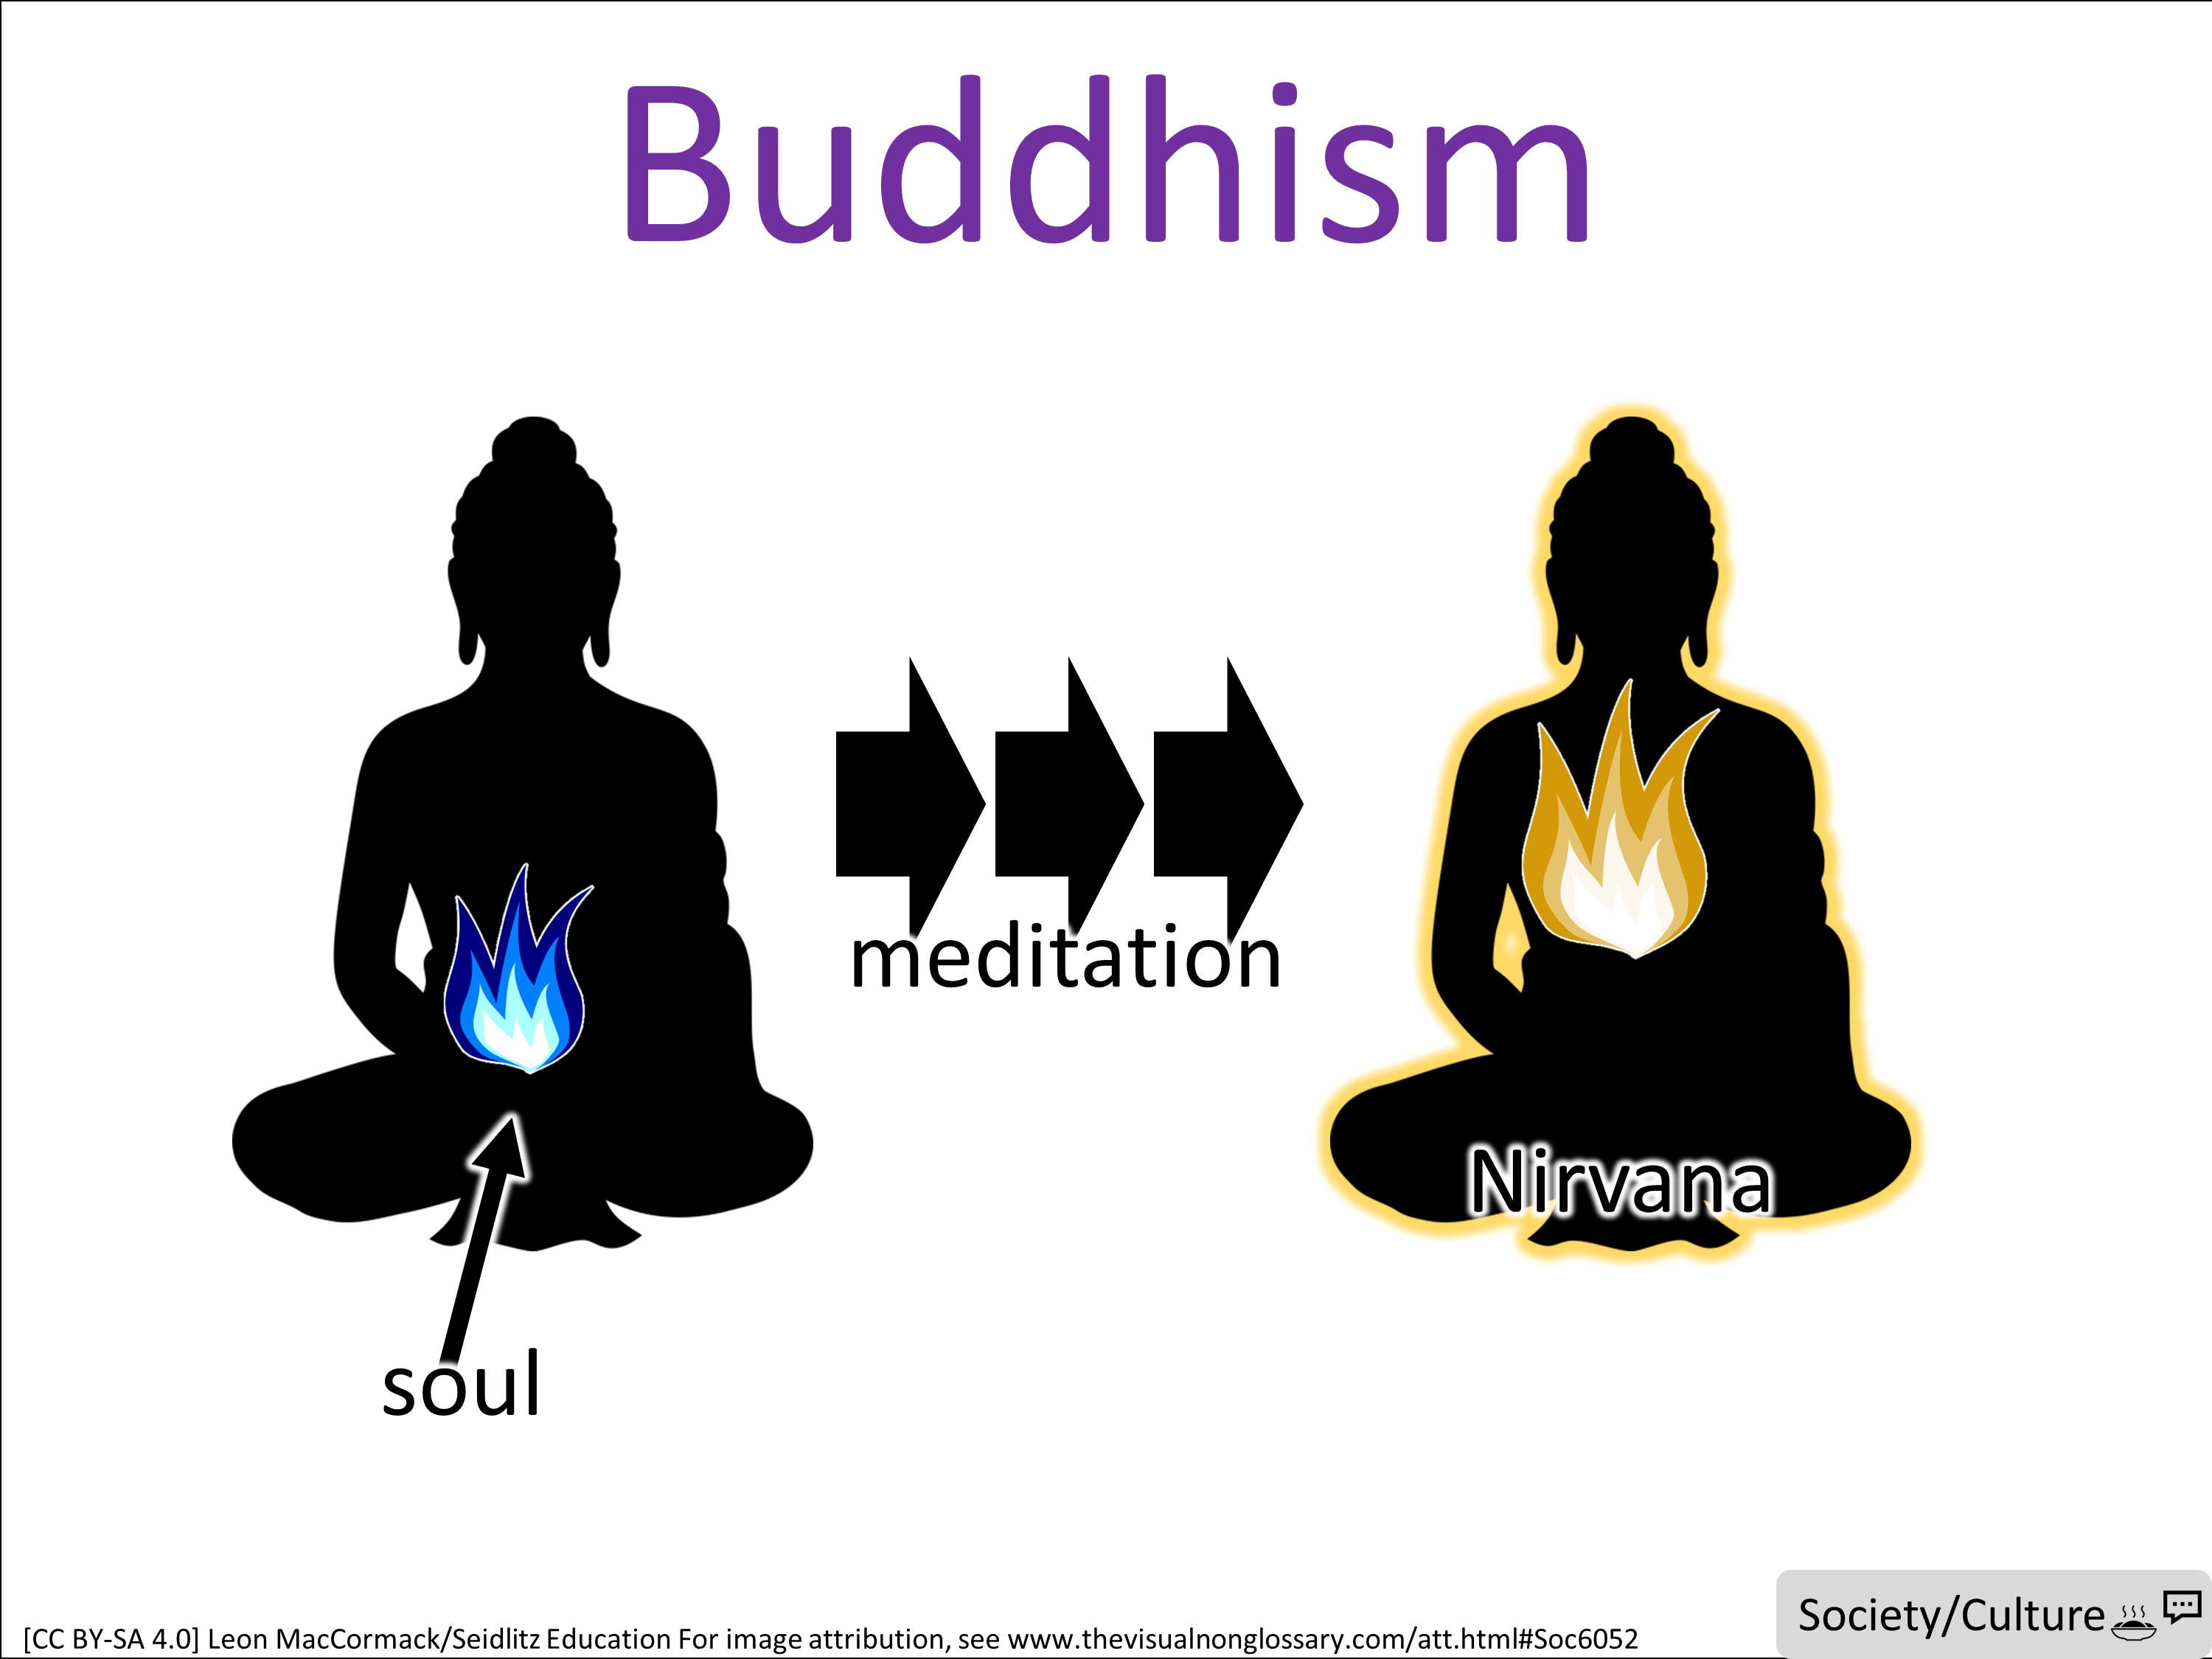 Buddhism
meditation
Nirvana
soul
Society/Culture
[CC BY-SA 4.0] Leon MacCormack/Seidlitz Education For image attribution, see www.thevisualnonglossary.com/att.html#Soc6052